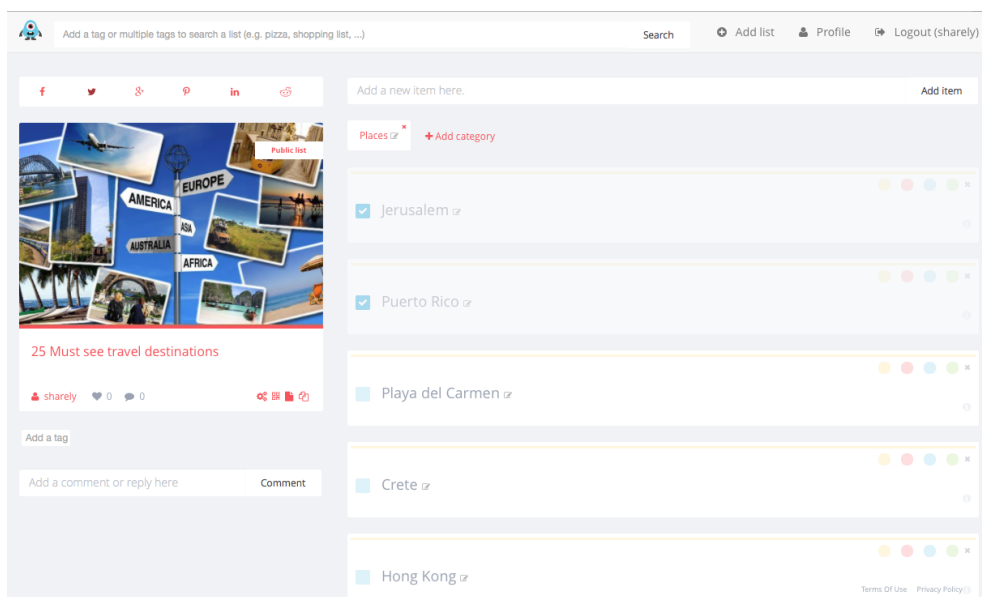 Add a tag or multiple tags to search a list (e.g. pizza, shopping list, ...)
Search
Add list
Profile
Logout (sharely)
Add a new item here.
Add item
Public list
EUROPE
AMERICA
ASIA
AUSTRALIA
AFRICA
25 Must see travel destinations
sharely 0 0
Add a tag
Add a comment or reply here
Comment
Places
Add category
Jerusalem
Puerto Rico
Playa del Carmen
Crete
Hong Kong
Terms Of Use Privacy Policy